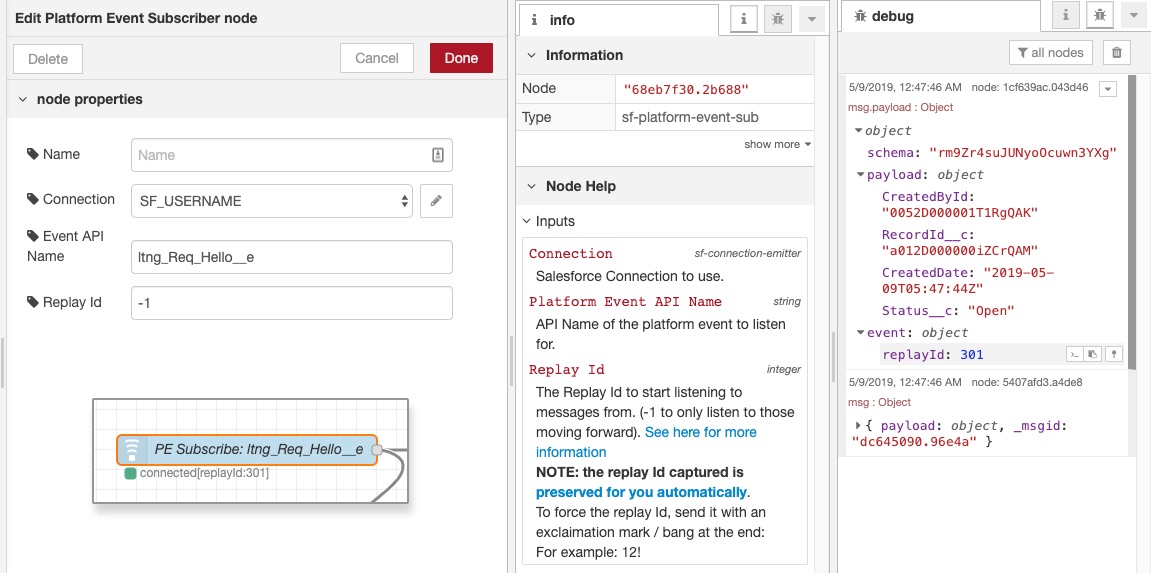 Edit Platform Event Subscriber node
Delete
Cancel
Done
node properties
Name
Name
Connection
SF_USERNAME
Event API
Name
ltng_Req_Hello__e
Replay Id
-1
PE Subscribe: ltng_Req_Hello__e
connected[replayId:301]
i info
i
Information
Node
"68eb7f30.2b688"
Type
sf-platform-event-sub
show more
Node Help
Inputs
Connection
sf-connection-emitter
Salesforce Connection to use.
Platform Event API Name
string
API Name of the platform event to listen
for.
Replay Id
integer
The Replay Id to start listening to
messages from. (-1 to only listen to those
moving forward). See here for more
information
NOTE: the replay Id captured is
preserved for you automatically.
To force the replay Id, send it with an
exclaimation mark / bang at the end:
For example: 12!
debug
i
all nodes
5/9/2019, 12:47:46 AM node: 1cf639ac.043d46
msg.payload : Object
object
schema: "rm9Zr4suJUNyoOcuwn3YXg"
payload: object
CreatedById:
"0052D000001T1RgQAK"
RecordId__c:
"a012D000000iZCrQAM"
CreatedDate: "2019-05-
09T05:47:44Z"
Status__c: "Open"
event: object
replayId: 301
5/9/2019, 12:47:46 AM node: 5407afd3.a4de8
msg : Object
{ payload: object, _msgid:
"dc645090.96e4a" }